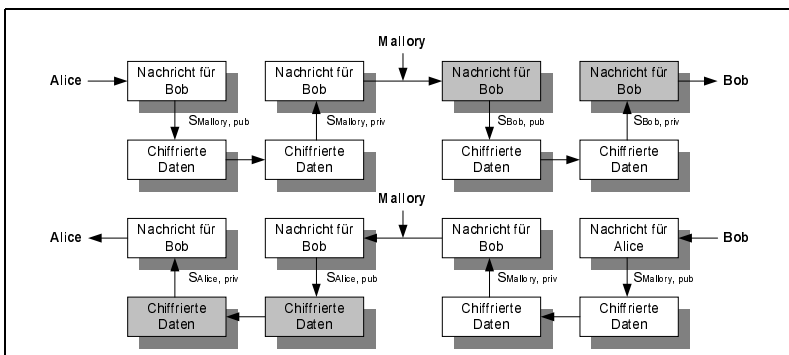 Mallory
Alice
Nachricht für
Bob
Nachricht für
Bob
Nachricht für
Bob
Nachricht für
Bob
Bob
SMallory, pub
SMallory, priv
SBob, pub
SBob, priv
Chiffrierte
Daten
Chiffrierte
Daten
Chiffrierte
Daten
Chiffrierte
Daten
Mallory
Alice
Nachricht für
Bob
Nachricht für
Bob
Nachricht für
Bob
Nachricht für
Alice
Bob
SAlice, priv
SAlice, pub
SMallory, priv
SMallory, pub
Chiffrierte
Daten
Chiffrierte
Daten
Chiffrierte
Daten
Chiffrierte
Daten